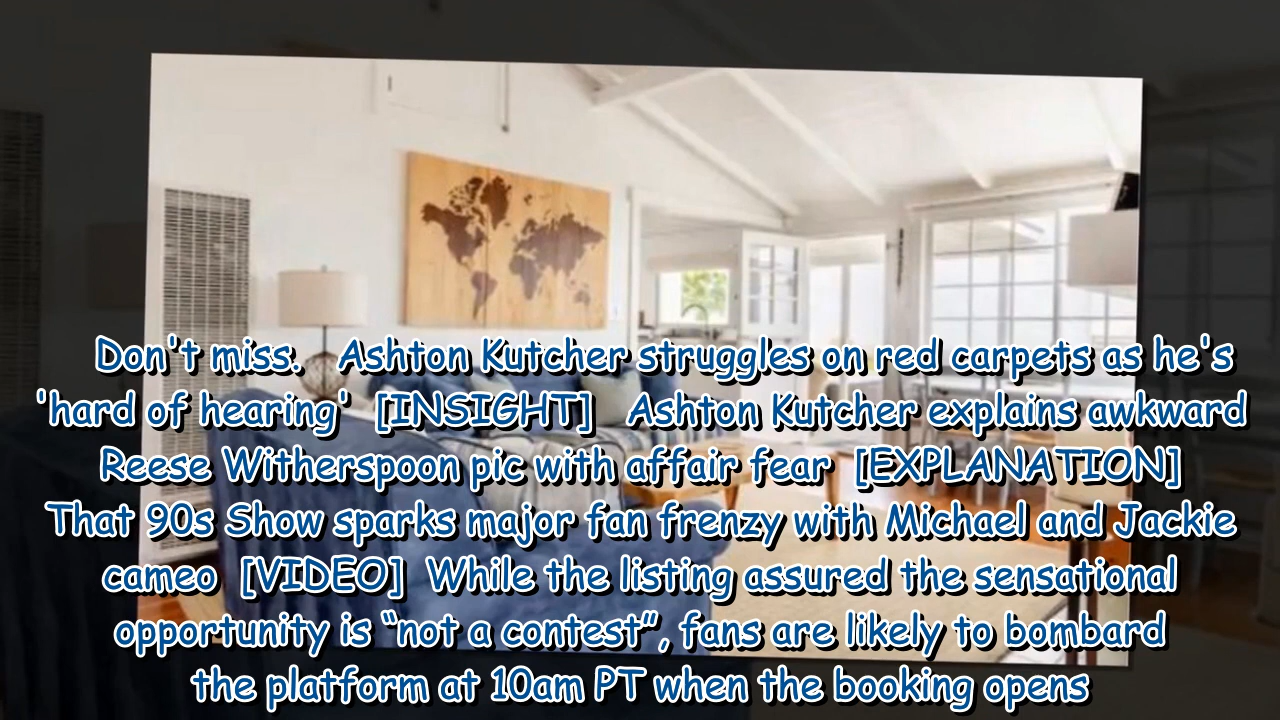 Don't miss. Ashton Kutcher struggles on red carpets as he's
'hard of hearing' [INSIGHT] Ashton Kutcher explains awkward
Reese Witherspoon pic with affair fear [EXPLANATION]
That 90s Show sparks major fan frenzy with Michael and Jackie
cameo [VIDEO] While the listing assured the sensational
opportunity is “not a contest”, fans are likely to bombard
the platform at 10am PT when the booking opens